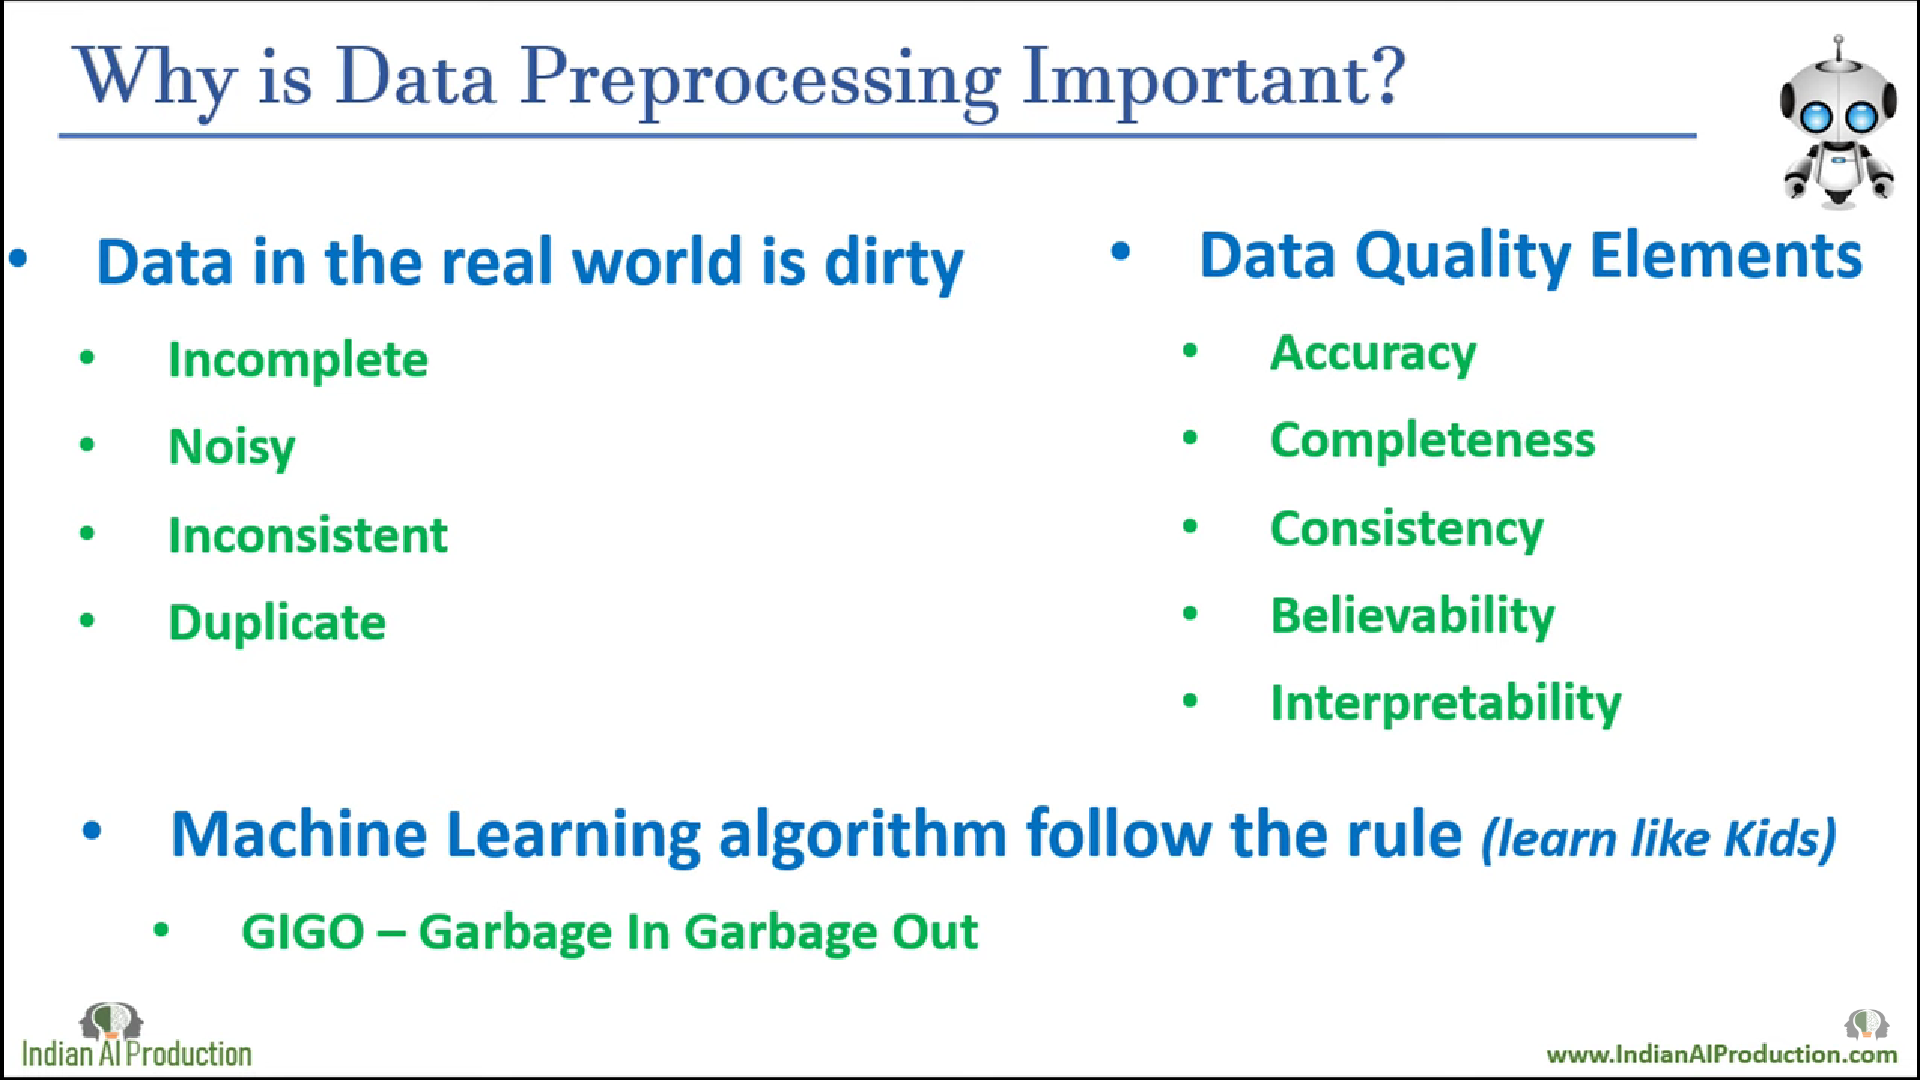 Why is Data Preprocessing Important?
• Data in the real world is dirty
• Incomplete
• Noisy
• Inconsistent
• Duplicate
• Data Quality Elements
• Accuracy
• Completeness
• Consistency
• Believability
• Interpretability
• Machine Learning algorithm follow the rule (learn like Kids)
• GIGO – Garbage In Garbage Out
Indian AI Production
www.IndianAIProduction.com